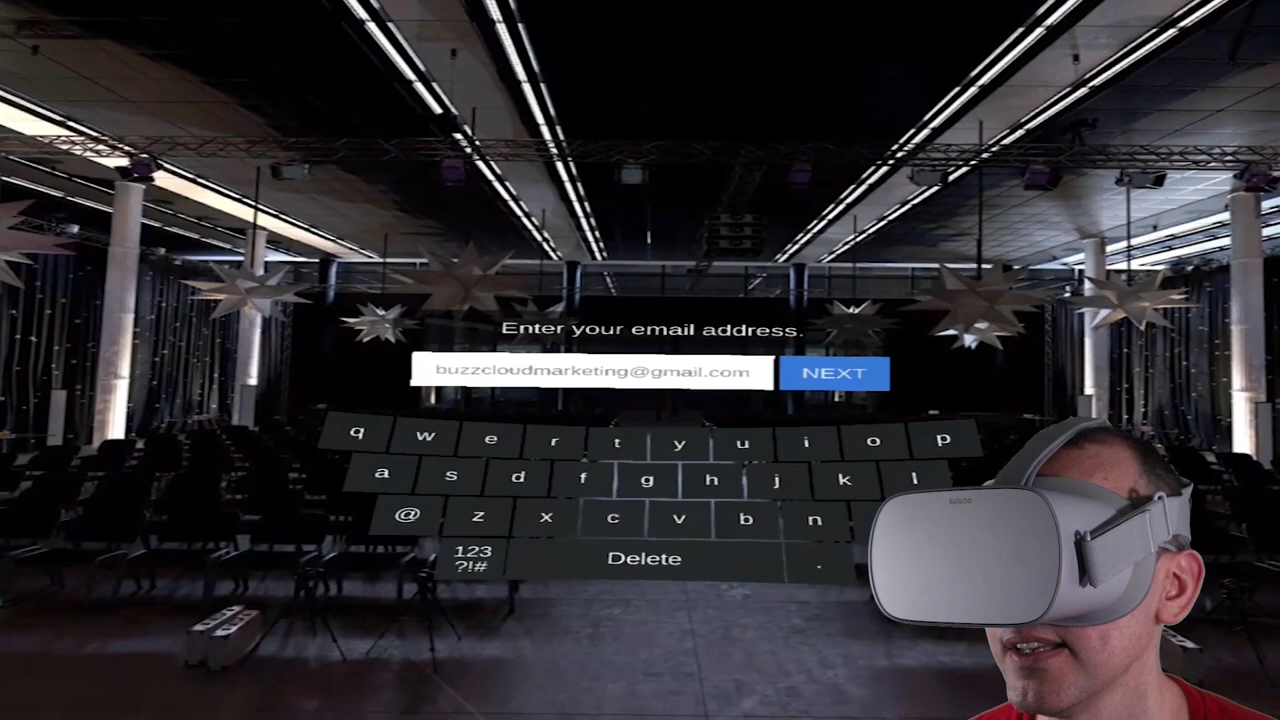 Enter your email address.
buzzcloudmarketing@gmail.com NEXT
q w e r t y u i o p
a s d f g h j k l
@ z x c v b n
123 Delete .
?!#